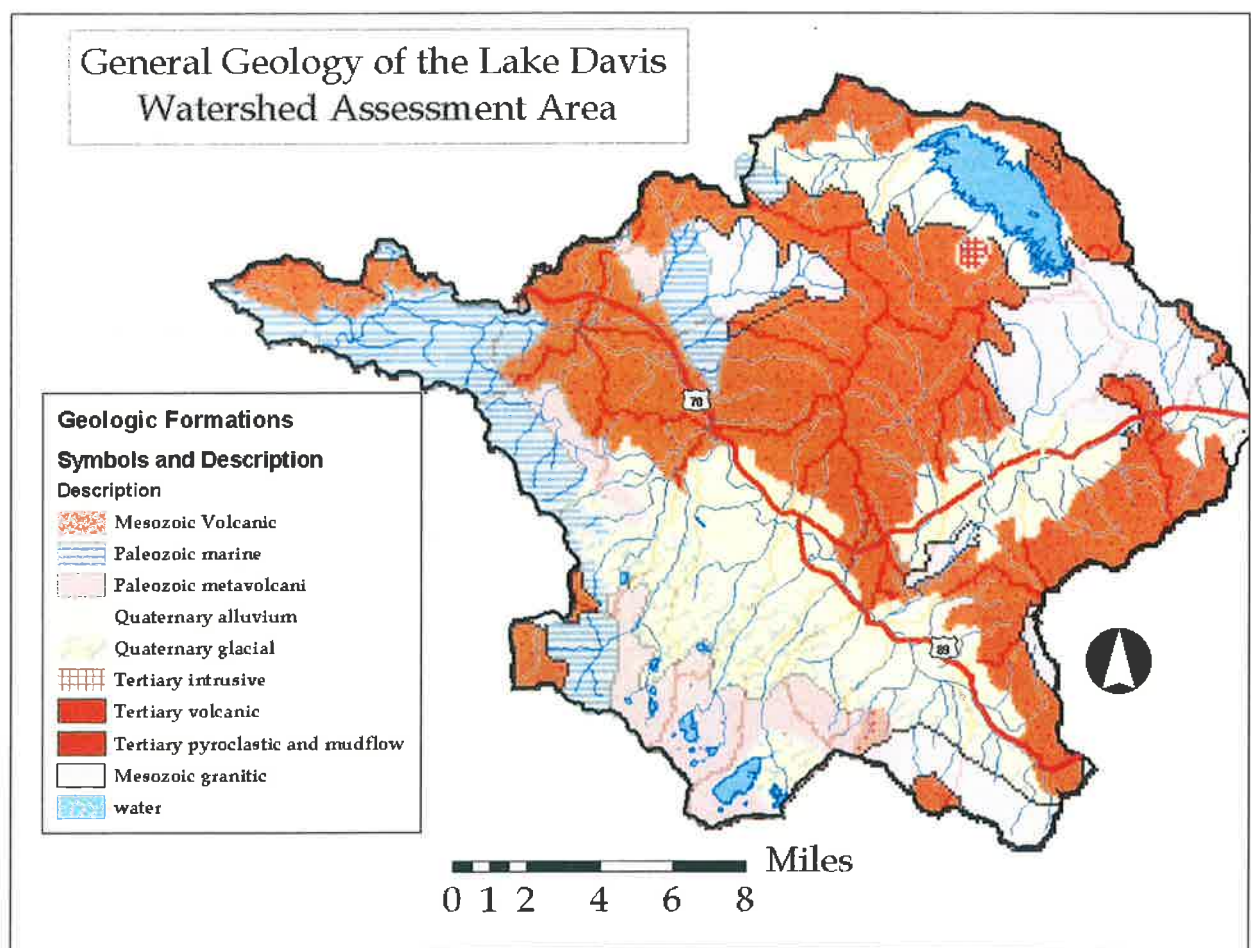 General Geology of the Lake Davis
Watershed Assessment Area
70
89
Geologic Formations
Symbols and Description
Description
Mesozoic Volcanic
Paleozoic marine
Paleozoic metavolcani
Quaternary alluvium
Quaternary glacial
Tertiary intrusive
Tertiary volcanic
Tertiary pyroclastic and mudflow
Mesozoic granitic
water
Miles
0 1 2 4 6 8